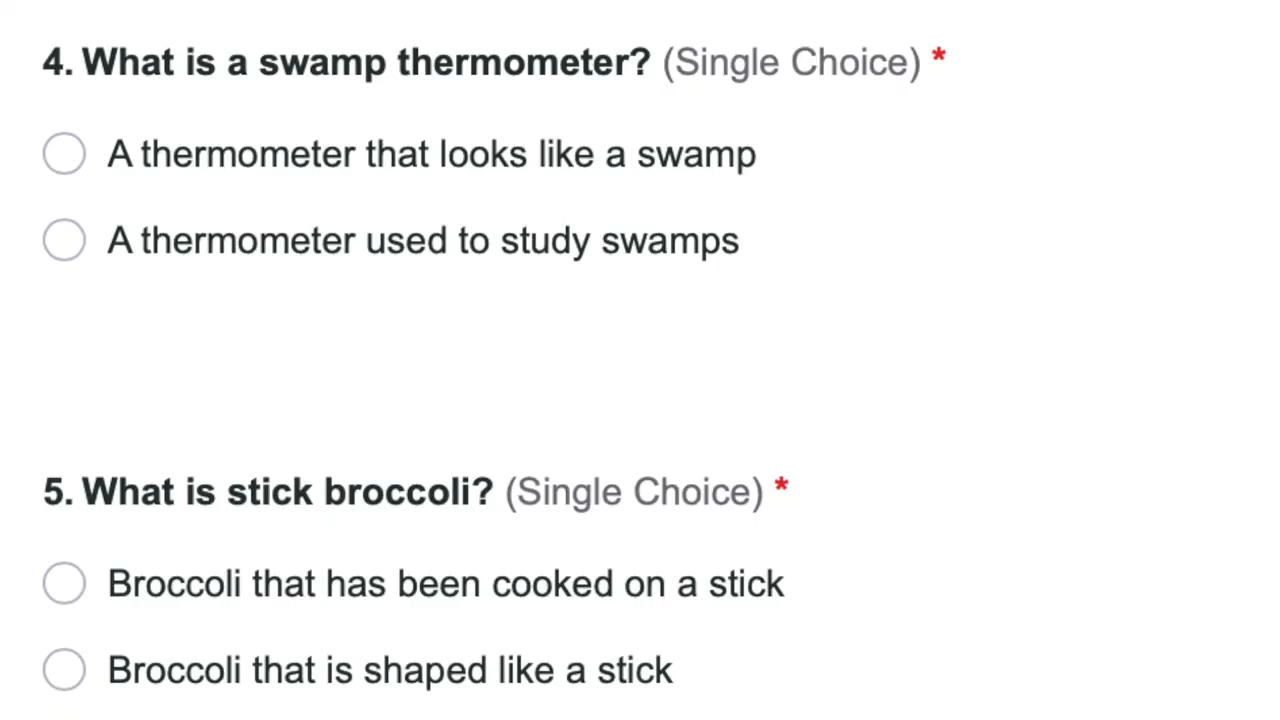 4. What is a swamp thermometer? (Single Choice) *
A thermometer that looks like a swamp
A thermometer used to study swamps
5. What is stick broccoli? (Single Choice) *
Broccoli that has been cooked on a stick
Broccoli that is shaped like a stick